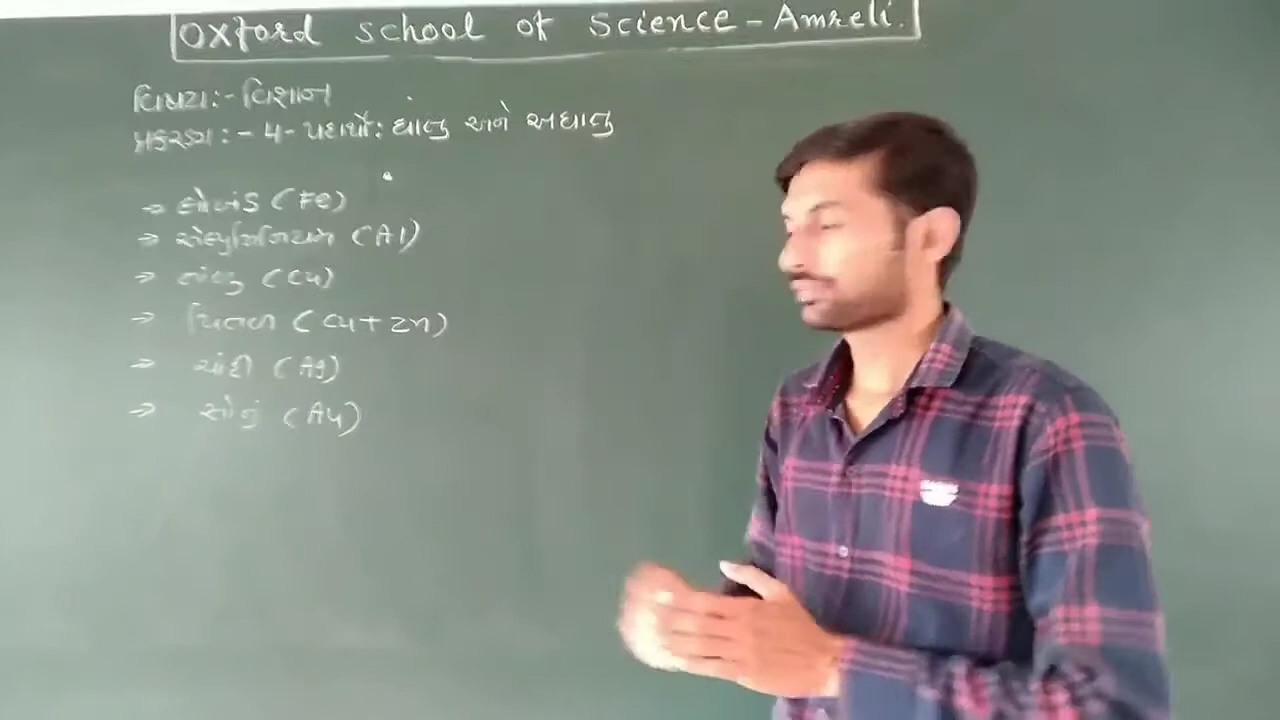 Oxford School of Science - Amreli.
વિષય :- વિજ્ઞાન
પ્રકરણ :- 4 - પદાર્થો : ધાતુ અને અધાતુ
→ લોખંડ (Fe)
→ એલ્યુમિનિયમ (Al)
→ તાંબુ (Cu)
→ પિતળ (Cu + Zn)
→ ચાંદી (Ag)
→ સોનું (Au)